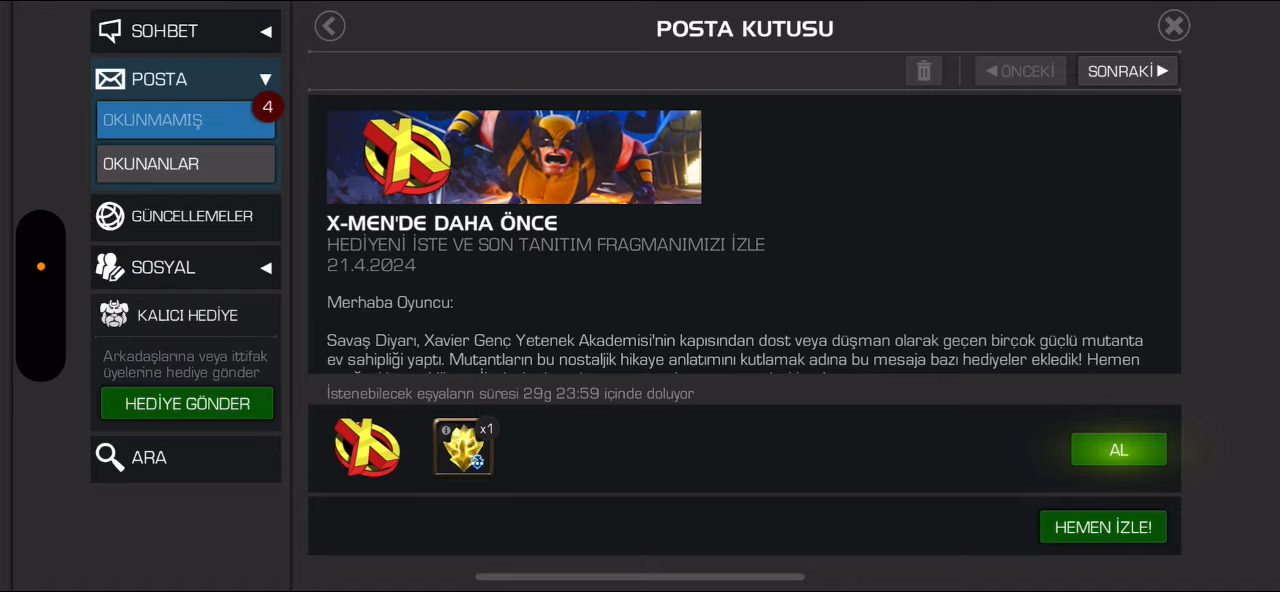 SOHBET
POSTA
4
OKUNMAMIŞ
OKUNANLAR
GÜNCELLEMELER
SOSYAL
KALICI HEDİYE
Arkadaşlarına veya ittifak
üyelerine hediye gönder
HEDİYE GÖNDER
ARA
POSTA KUTUSU
ÖNCEKİ
SONRAKİ
X-MEN'DE DAHA ÖNCE
HEDİYENİ İSTE VE SON TANITIM FRAGMANIMIZI İZLE
21.4.2024
Merhaba Oyuncu:
Savaş Diyarı, Xavier Genç Yetenek Akademisi'nin kapısından dost veya düşman olarak geçen birçok güçlü mutanta
ev sahipliği yaptı. Mutantların bu nostaljik hikaye anlatımını kutlamak adına bu mesaja bazı hediyeler ekledik! Hemen
İstenebilecek eşyaların süresi 29g 23:59 içinde doluyor
x1
AL
HEMEN İZLE!